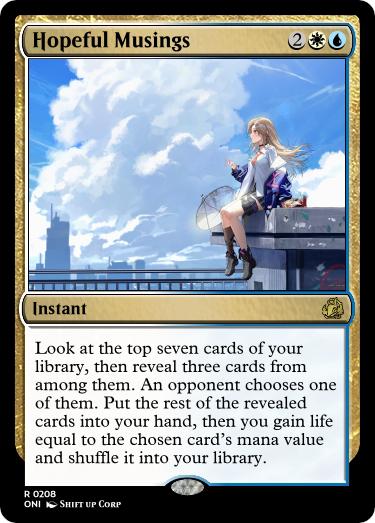 Hopeful Musings 2
Instant
Look at the top seven cards of your
library, then reveal three cards from
among them. An opponent chooses one
of them. Put the rest of the revealed
cards into your hand, then you gain life
equal to the chosen card's mana value
and shuffle it into your library.
R 0208
ONI Shift up Corp